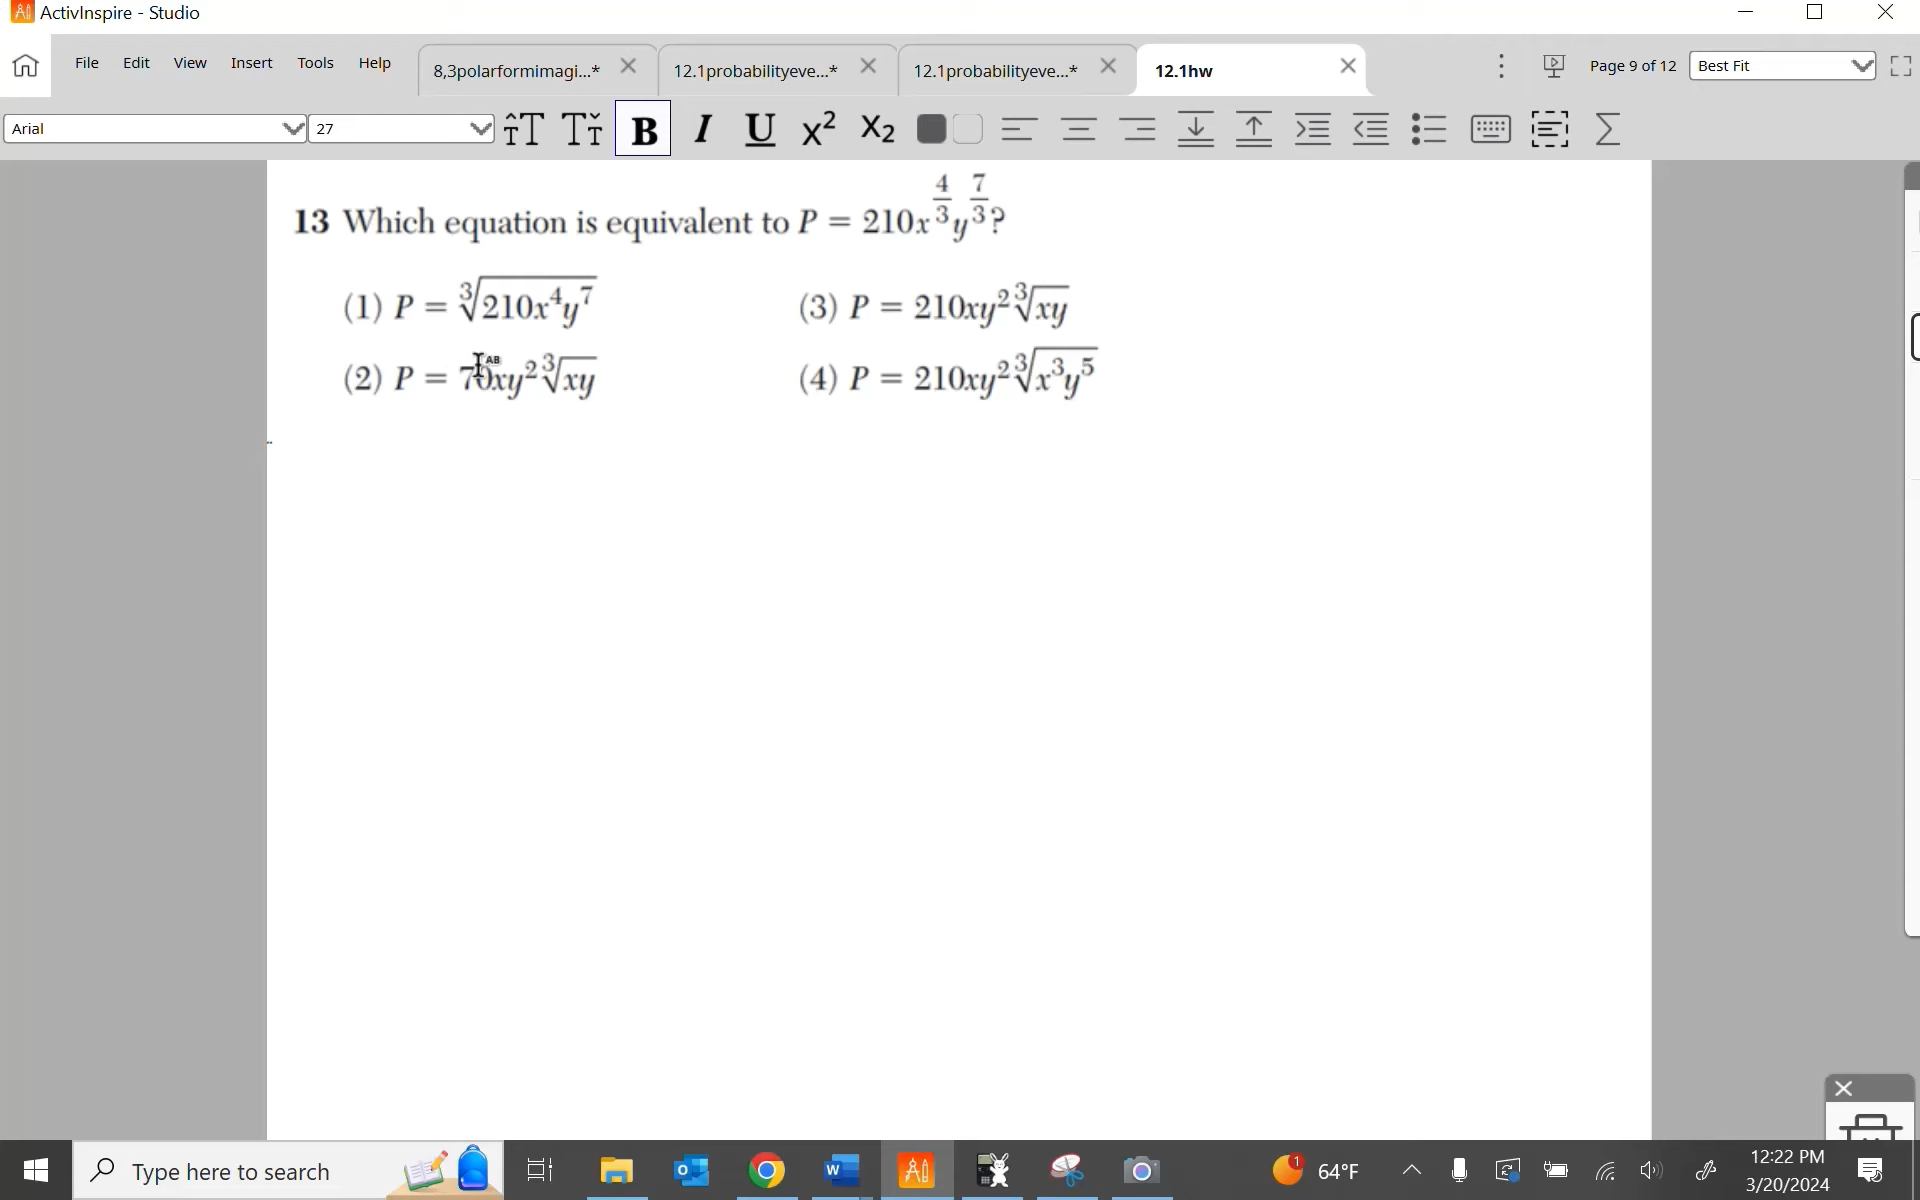 ActivInspire - Studio
File Edit View Insert Tools Help
8,3polarformimagi...* 12.1probabilityeve...* 12.1probabilityeve...* 12.1hw
Page 9 of 12 Best Fit
Arial 27 B I U x² X₂ Σ
13 Which equation is equivalent to P = 210x^{4/3}y^{7/3}?
(1) P = ∛(210x⁴y⁷) (3) P = 210xy²∛(xy)
(2) P = 70xy²∛(xy) (4) P = 210xy²∛(x³y⁵)
Type here to search 1 64°F 12:22 PM
3/20/2024